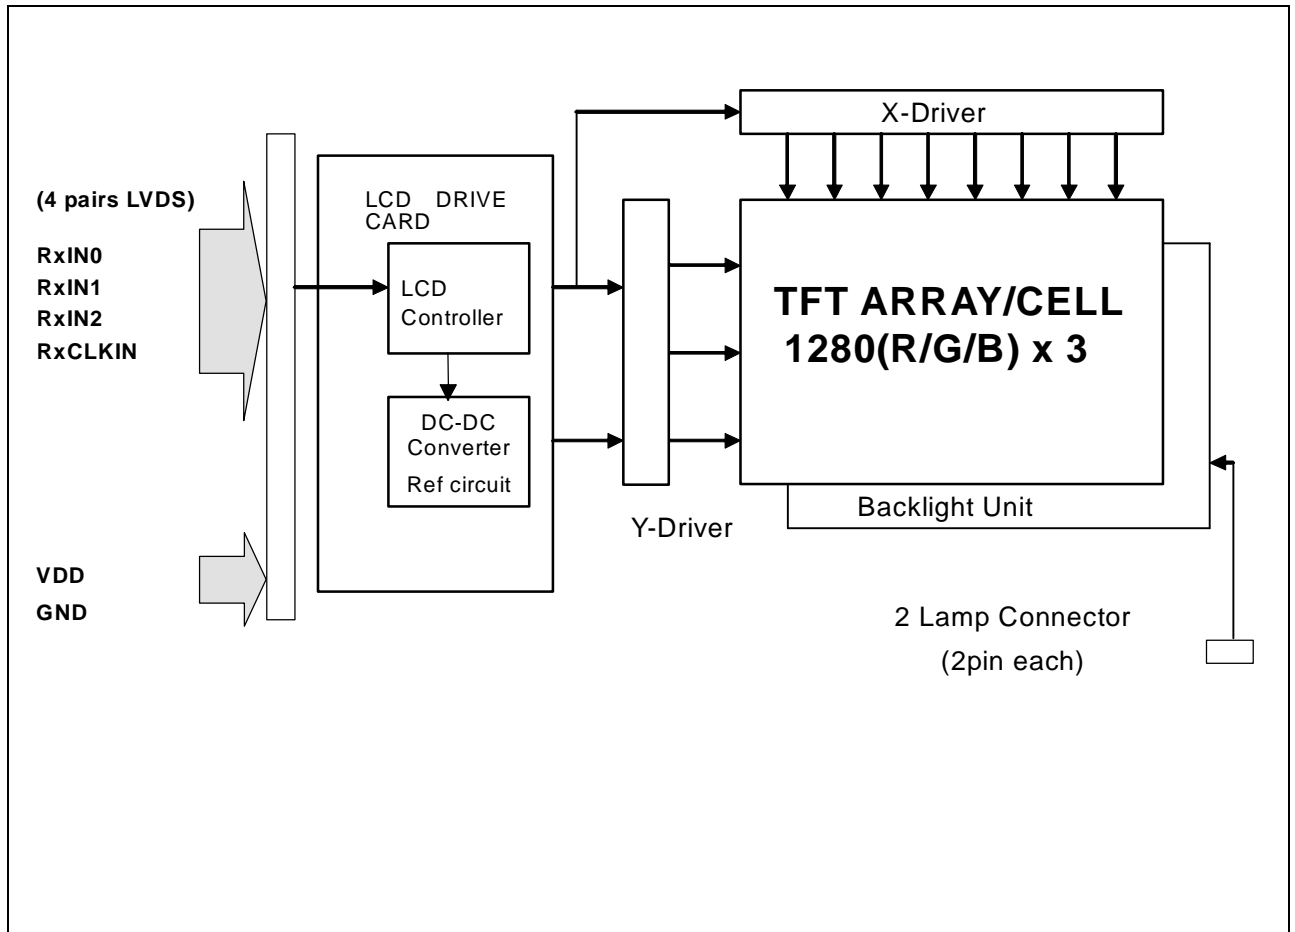 X-Driver
(4 pairs LVDS)
RxIN0
RxIN1
RxIN2
RxCLKIN
LCD DRIVE
CARD
LCD
Controller
DC-DC
Converter
Ref circuit
TFT ARRAY/CELL
1280(R/G/B) x 3
Backlight Unit
Y-Driver
VDD
GND
2 Lamp Connector
(2pin each)